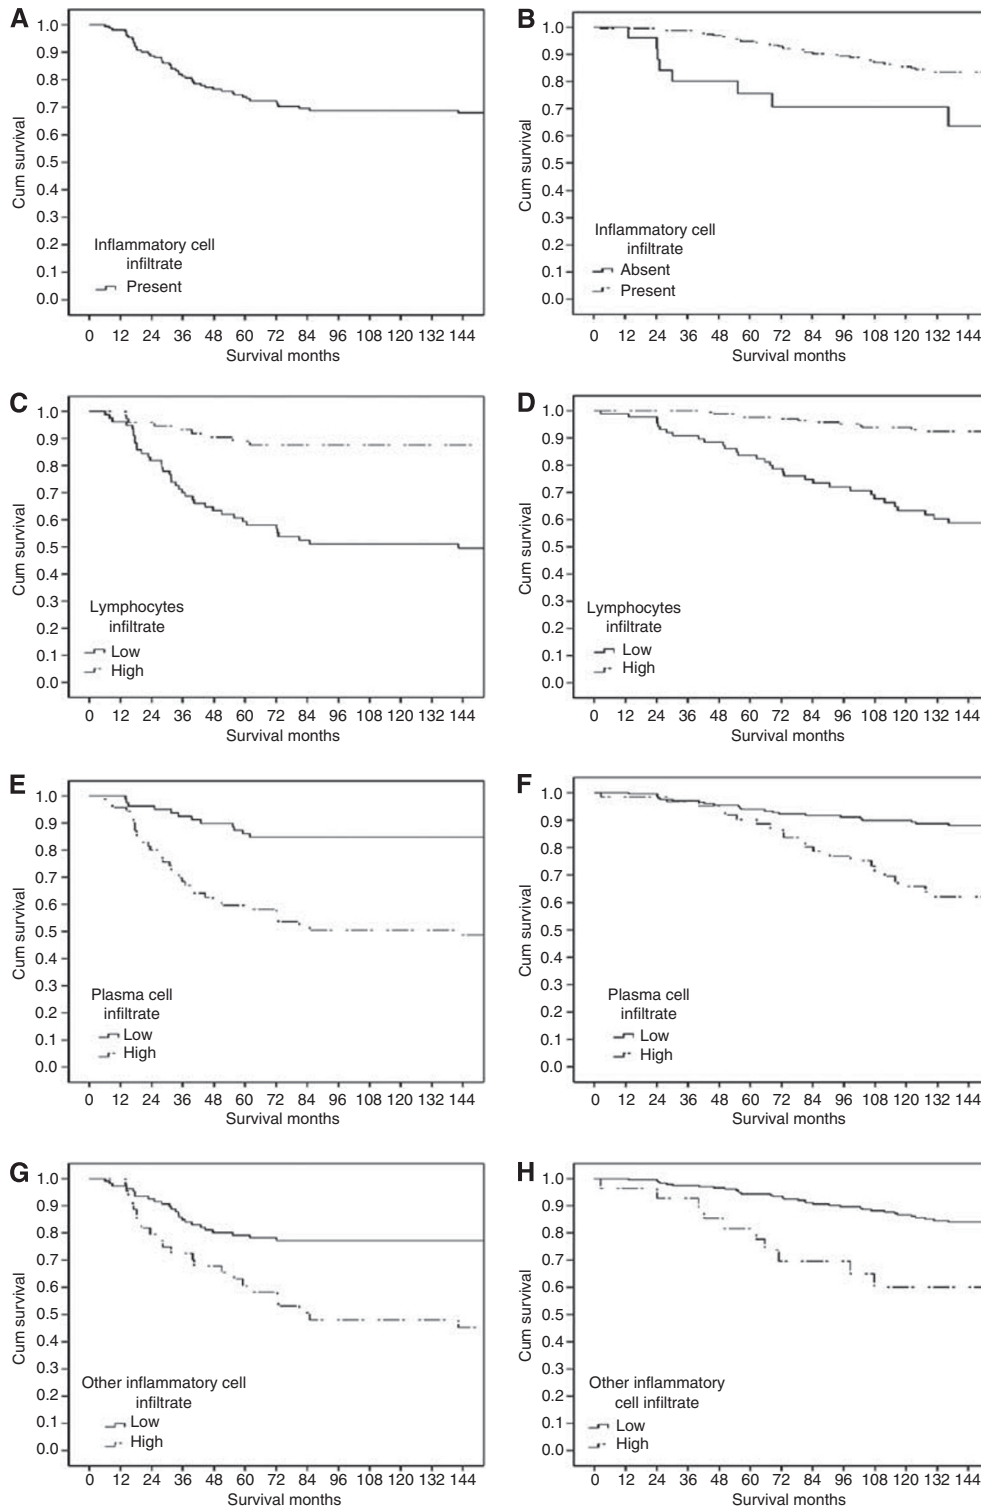 A
1.0
0.9
0.8
0.7
0.6
0.5
0.4
0.3
0.2
0.1
0.0
Cum survival
Inflammatory cell
infiltrate
Present
0 12 24 36 48 60 72 84 96 108 120 132 144
Survival months
B
1.0
0.9
0.8
0.7
0.6
0.5
0.4
0.3
0.2
0.1
0.0
Cum survival
Inflammatory cell
infiltrate
Absent
Present
0 12 24 36 48 60 72 84 96 108 120 132 144
Survival months
C
1.0
0.9
0.8
0.7
0.6
0.5
0.4
0.3
0.2
0.1
0.0
Cum survival
Lymphocytes
infiltrate
Low
High
0 12 24 36 48 60 72 84 96 108 120 132 144
Survival months
D
1.0
0.9
0.8
0.7
0.6
0.5
0.4
0.3
0.2
0.1
0.0
Cum survival
Lymphocytes
infiltrate
Low
High
0 12 24 36 48 60 72 84 96 108 120 132 144
Survival months
E
1.0
0.9
0.8
0.7
0.6
0.5
0.4
0.3
0.2
0.1
0.0
Cum survival
Plasma cell
infiltrate
Low
High
0 12 24 36 48 60 72 84 96 108 120 132 144
Survival months
F
1.0
0.9
0.8
0.7
0.6
0.5
0.4
0.3
0.2
0.1
0.0
Cum survival
Plasma cell
infiltrate
Low
High
0 12 24 36 48 60 72 84 96 108 120 132 144
Survival months
G
1.0
0.9
0.8
0.7
0.6
0.5
0.4
0.3
0.2
0.1
0.0
Cum survival
Other inflammatory cell
infiltrate
Low
High
0 12 24 36 48 60 72 84 96 108 120 132 144
Survival months
H
1.0
0.9
0.8
0.7
0.6
0.5
0.4
0.3
0.2
0.1
0.0
Cum survival
Other inflammatory
cell infiltrate
Low
High
0 12 24 36 48 60 72 84 96 108 120 132 144
Survival months